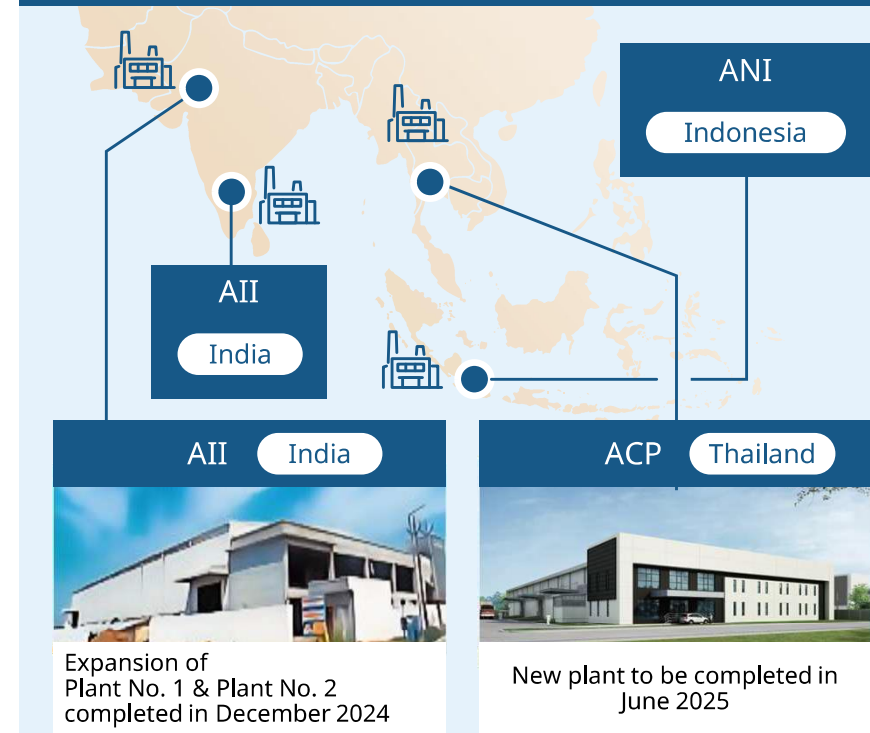 ANI
Indonesia
AII
India
AII
India
ACP
Thailand
Expansion of
Plant No. 1 & Plant No. 2
completed in December 2024
New plant to be completed in
June 2025